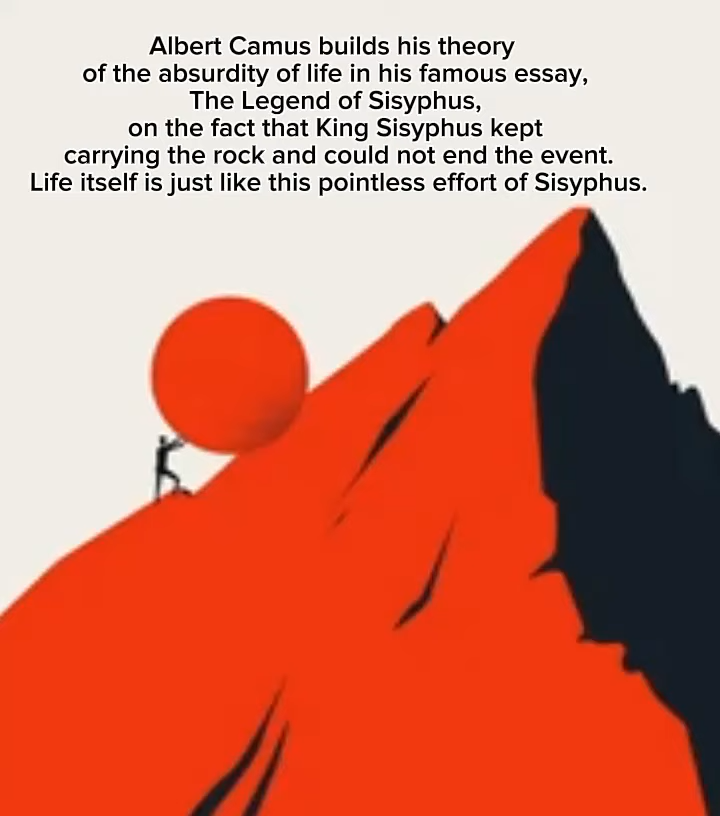 Albert Camus builds his theory
of the absurdity of life in his famous essay,
The Legend of Sisyphus,
on the fact that King Sisyphus kept
carrying the rock and could not end the event.
Life itself is just like this pointless effort of Sisyphus.